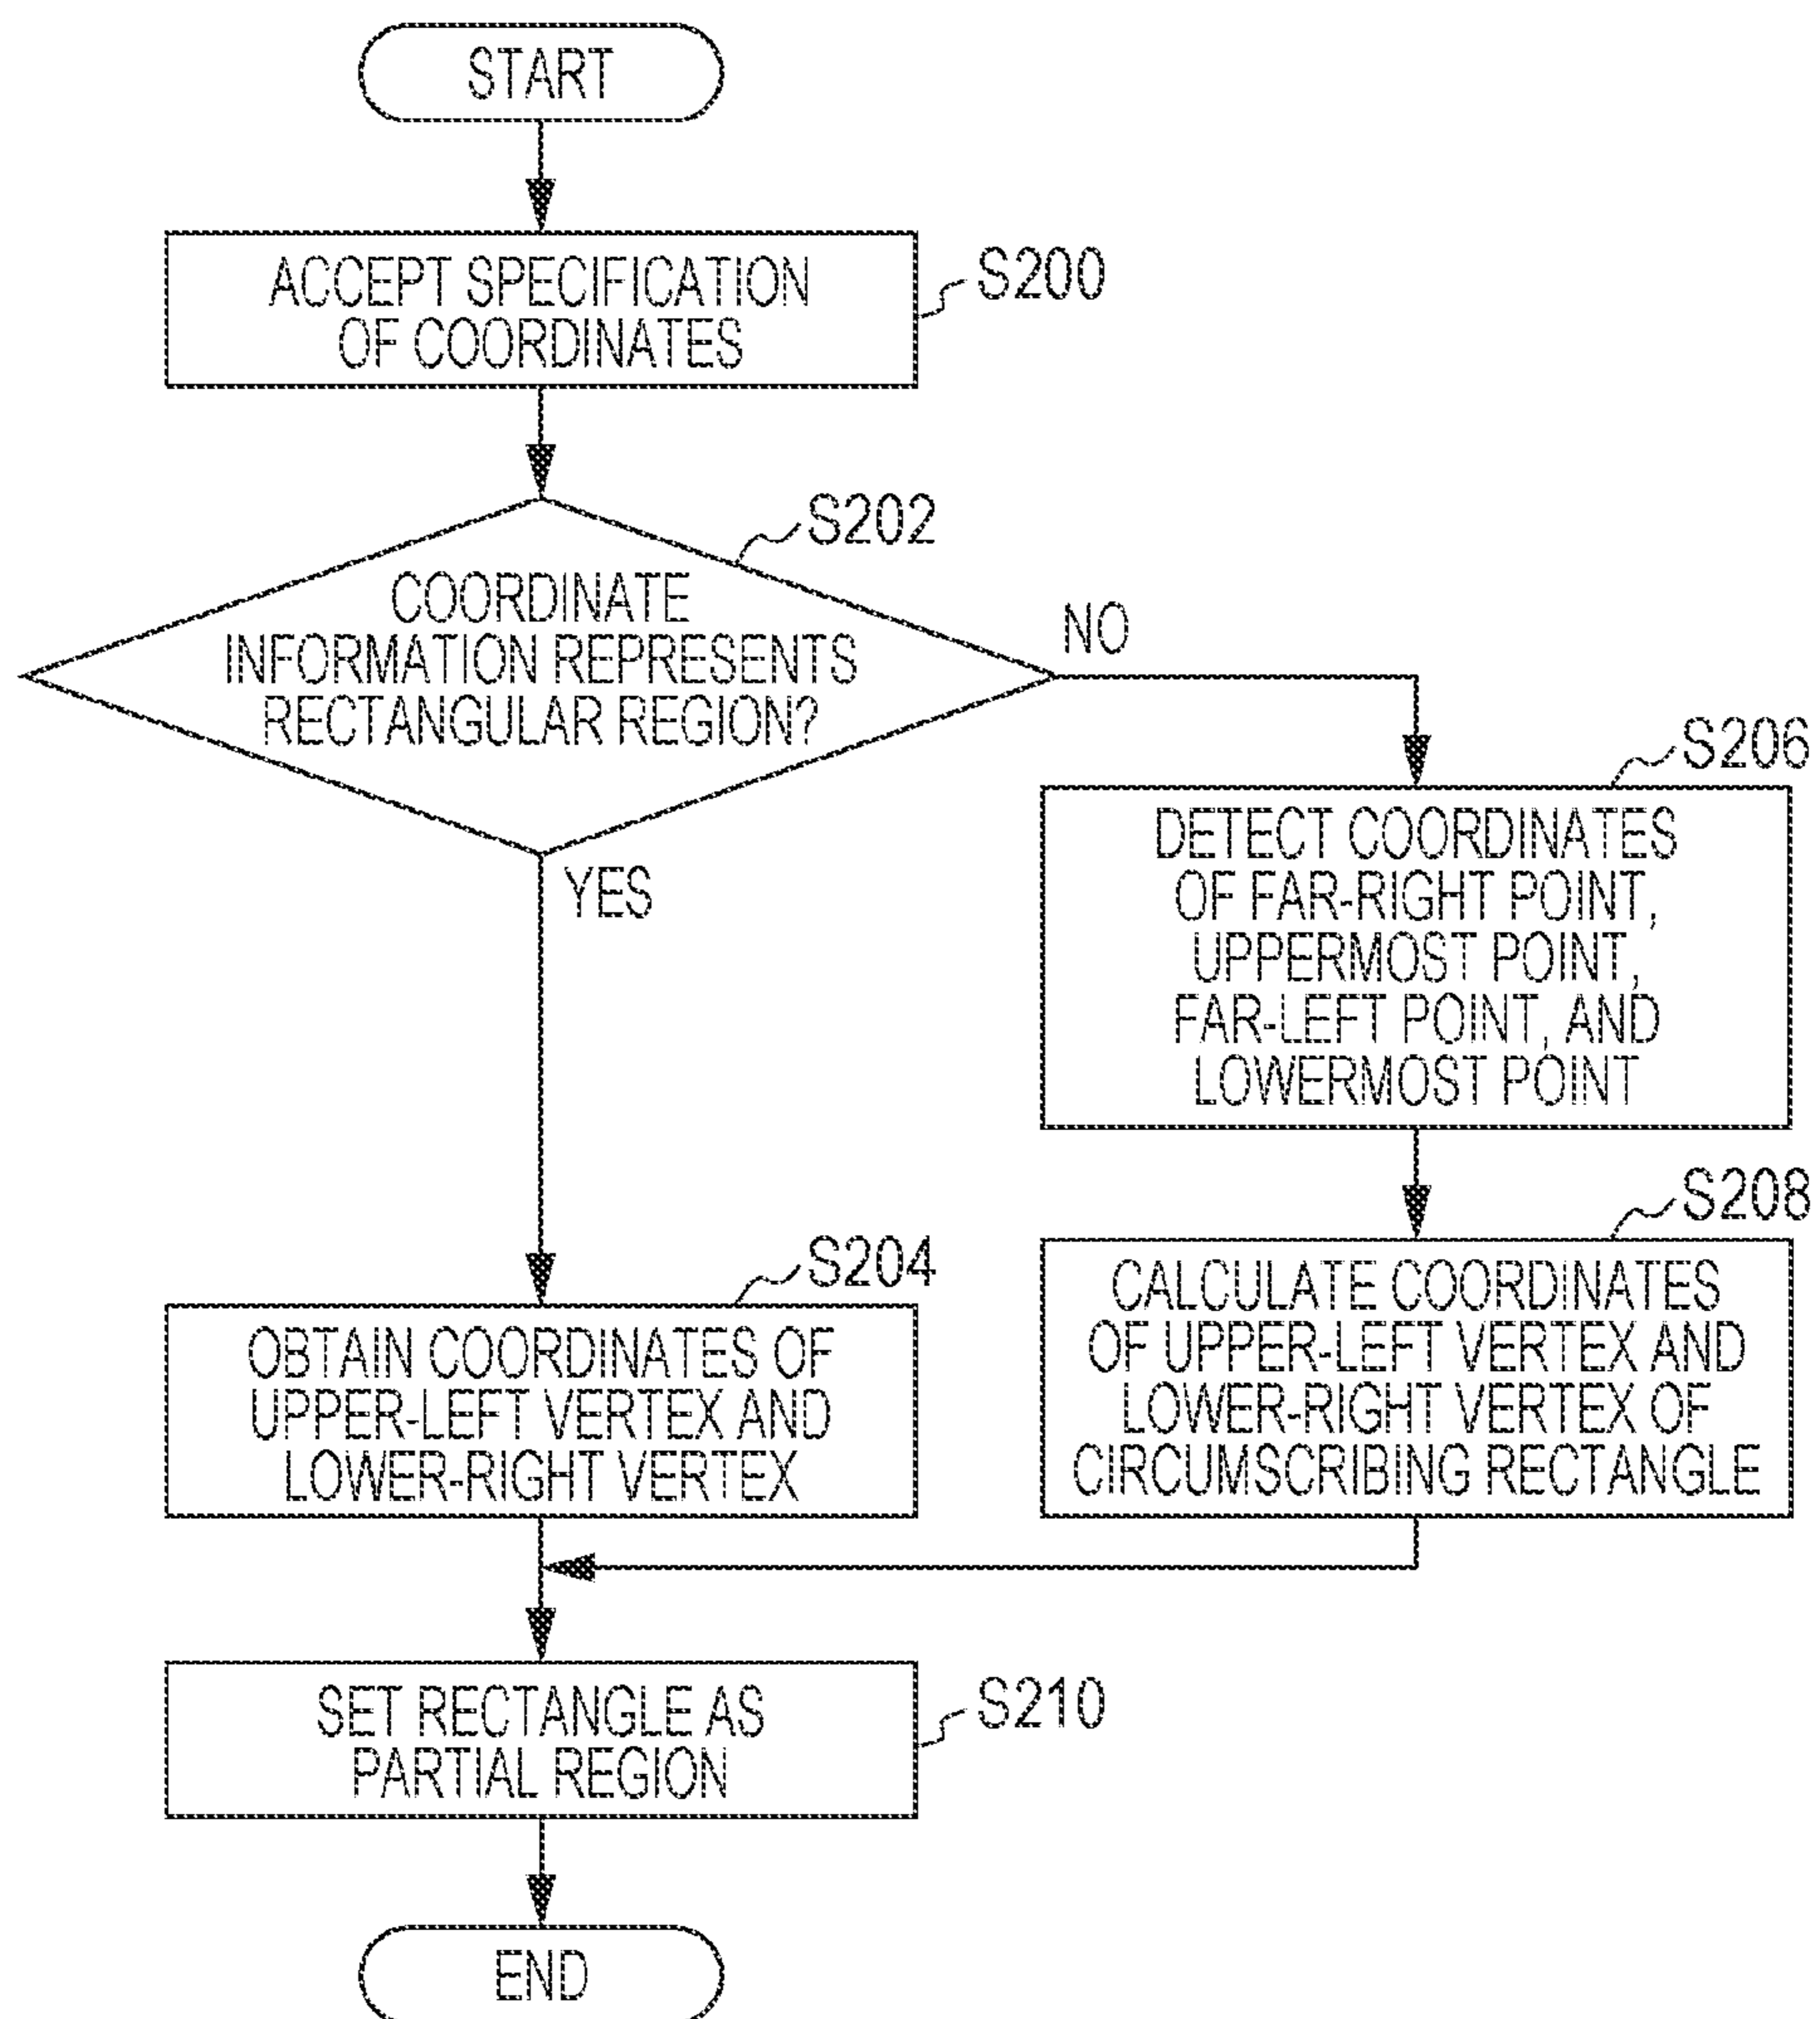 START
ACCEPT SPECIFICATION
OF COORDINATES
S200
S202
COORDINATE
INFORMATION REPRESENTS
RECTANGULAR REGION?
NO
YES
S206
DETECT COORDINATES
OF FAR-RIGHT POINT,
UPPERMOST POINT,
FAR-LEFT POINT, AND
LOWERMOST POINT
S204
OBTAIN COORDINATES OF
UPPER-LEFT VERTEX AND
LOWER-RIGHT VERTEX
S208
CALCULATE COORDINATES
OF UPPER-LEFT VERTEX AND
LOWER-RIGHT VERTEX OF
CIRCUMSCRIBING RECTANGLE
SET RECTANGLE AS
PARTIAL REGION
S210
END